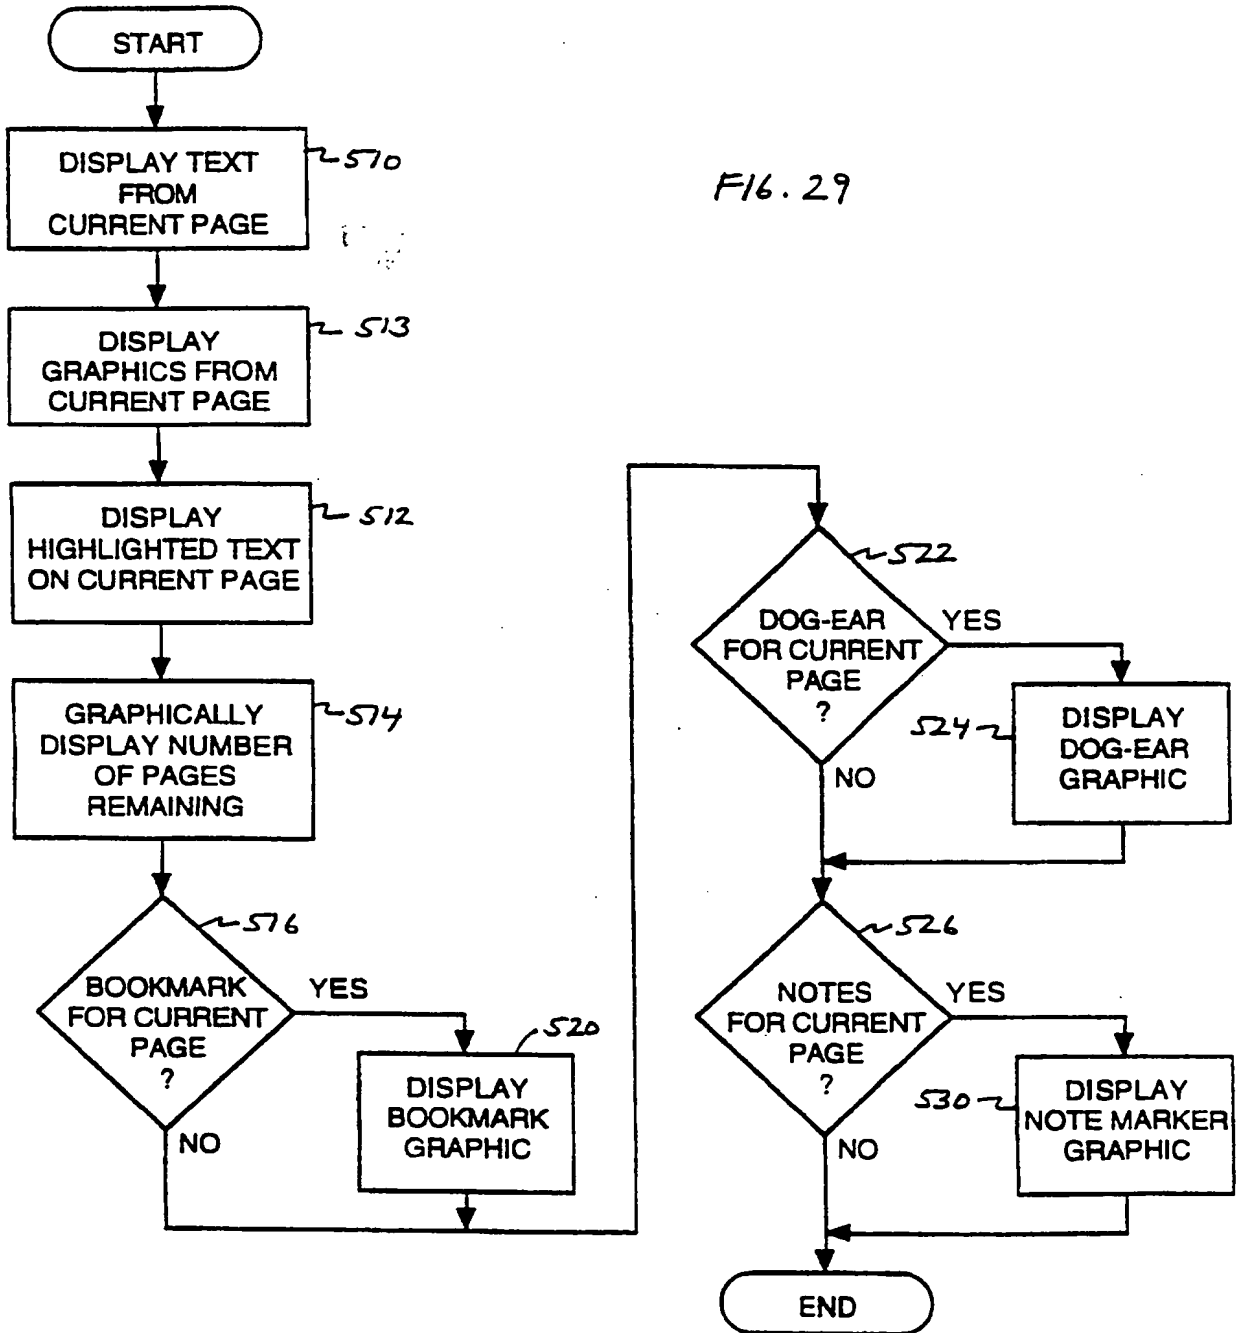 START
DISPLAY TEXT
FROM
CURRENT PAGE
510
FIG. 29
DISPLAY
GRAPHICS FROM
CURRENT PAGE
513
DISPLAY
HIGHLIGHTED TEXT
ON CURRENT PAGE
512
GRAPHICALLY
DISPLAY NUMBER
OF PAGES
REMAINING
514
BOOKMARK
FOR CURRENT
PAGE
?
516
YES
NO
DISPLAY
BOOKMARK
GRAPHIC
520
DOG-EAR
FOR CURRENT
PAGE
?
522
YES
NO
DISPLAY
DOG-EAR
GRAPHIC
524
NOTES
FOR CURRENT
PAGE
?
526
YES
NO
DISPLAY
NOTE MARKER
GRAPHIC
530
END